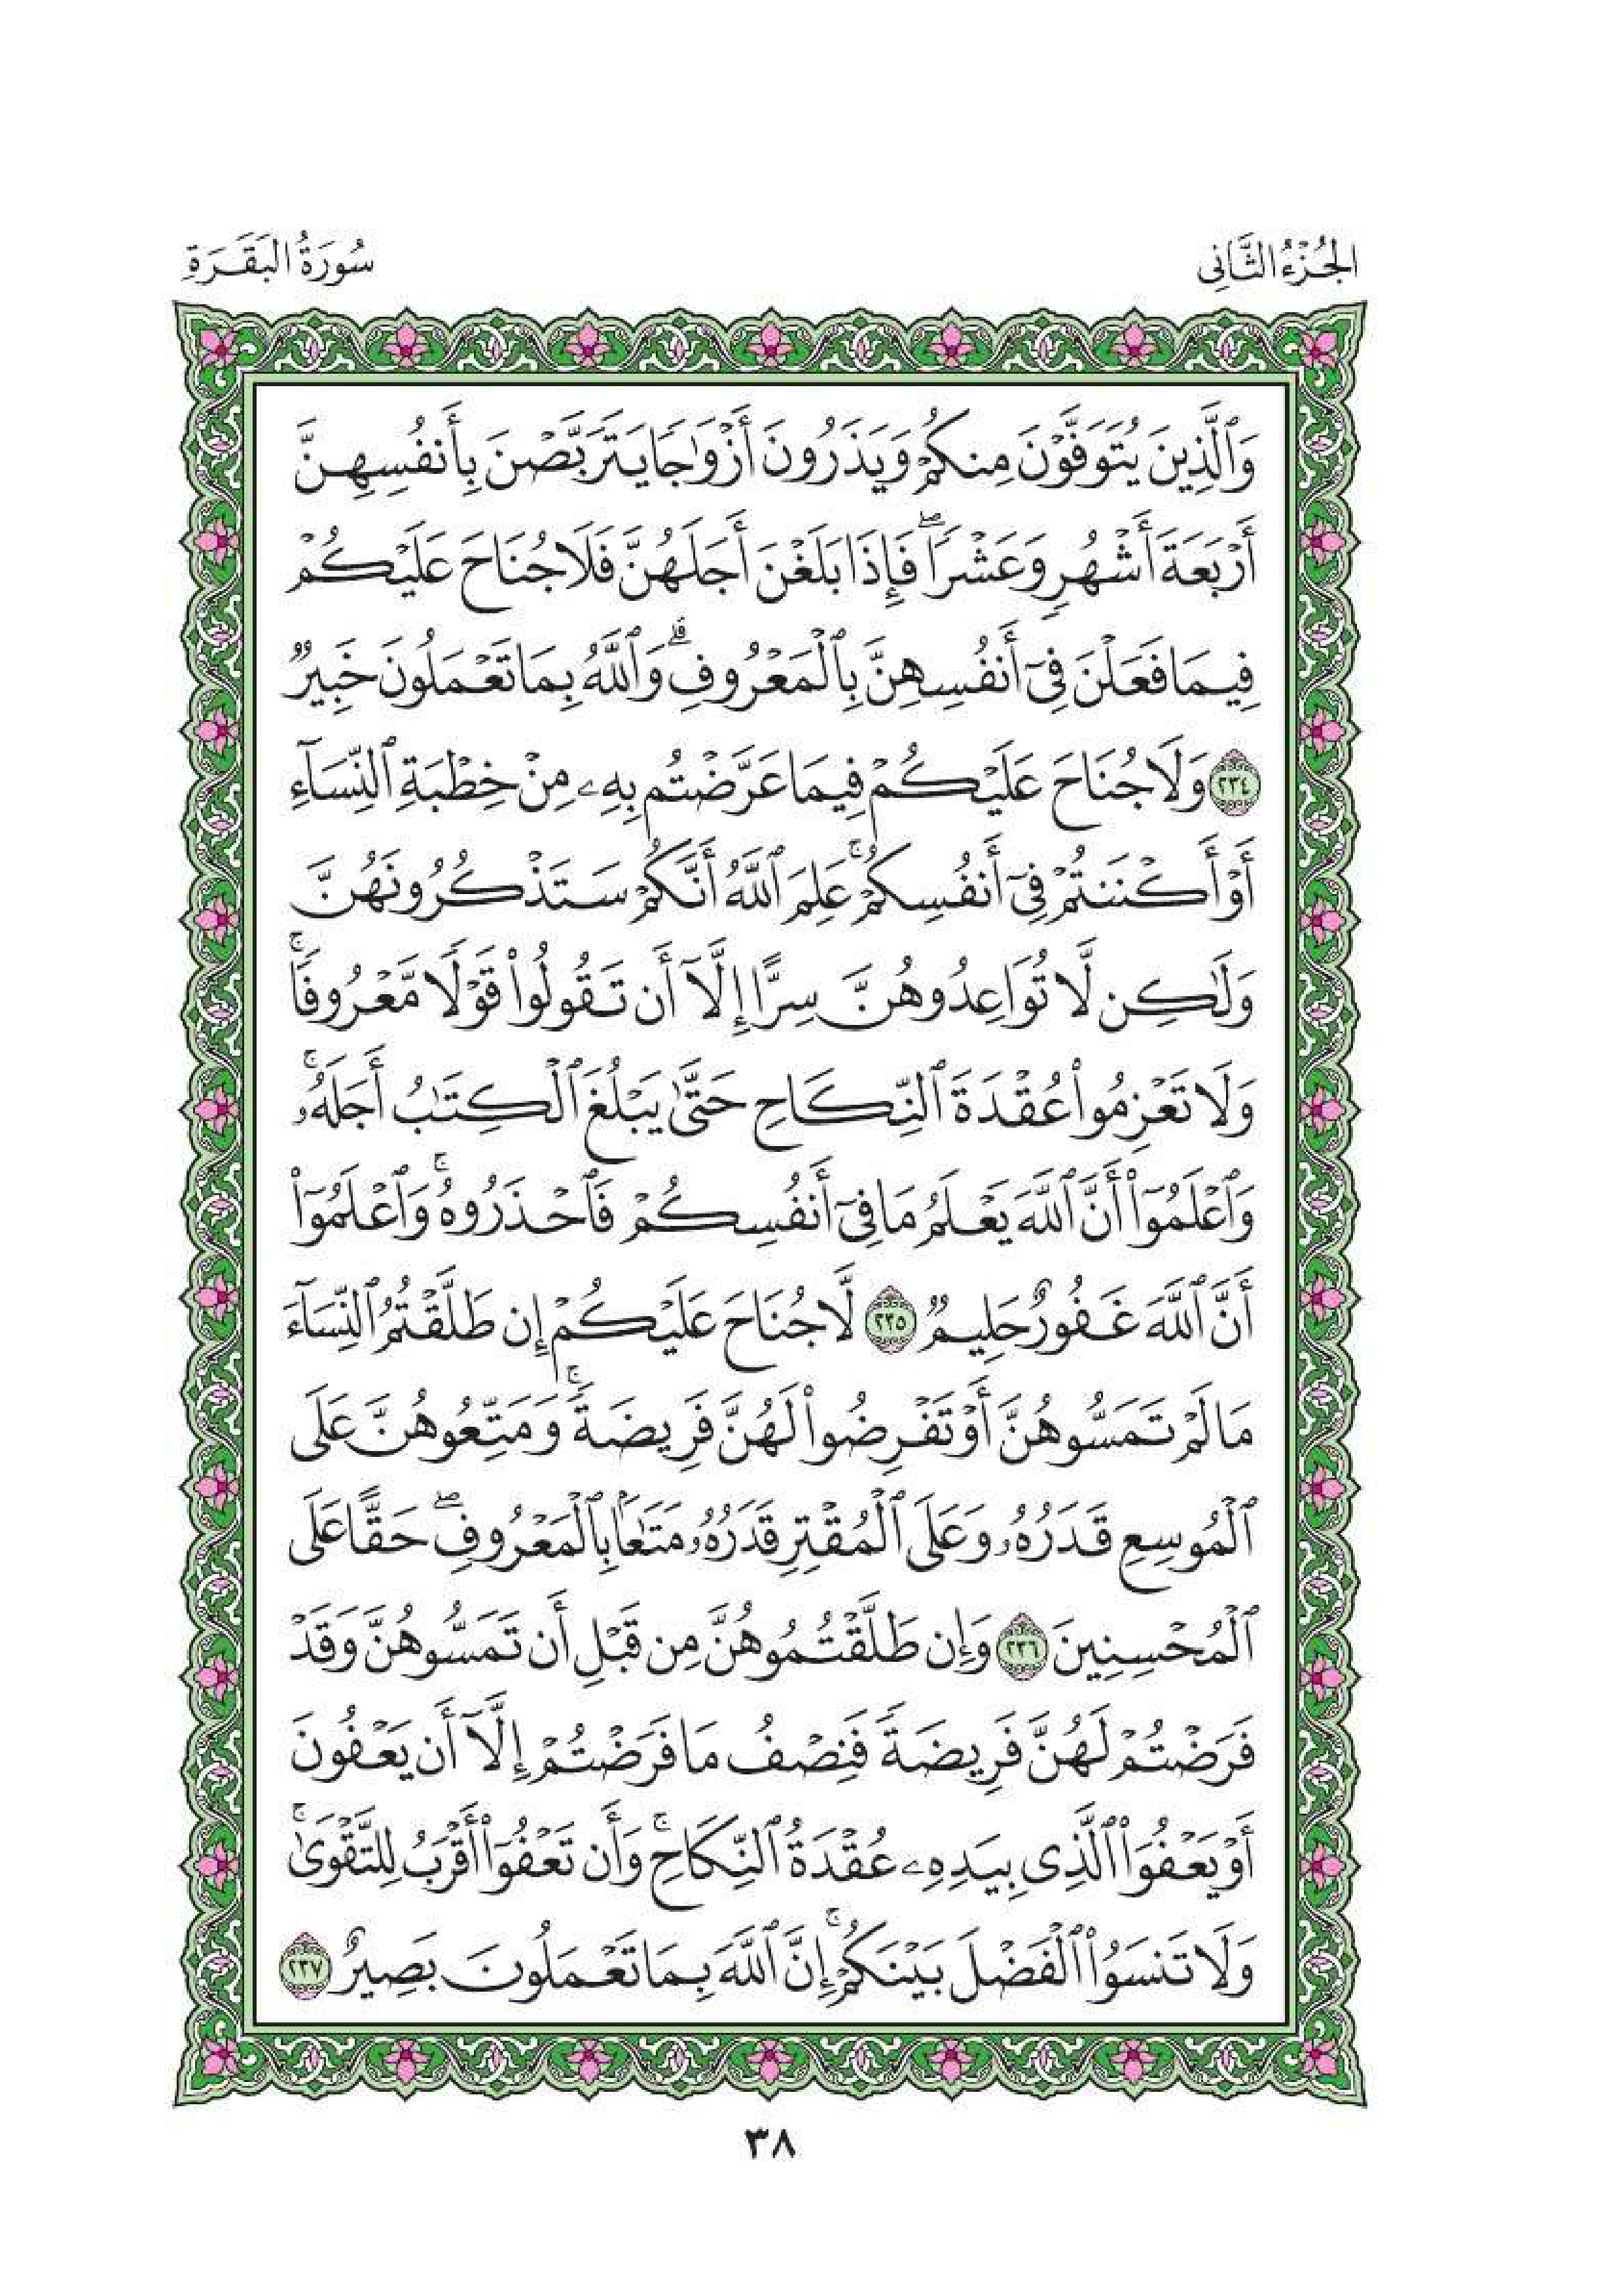 الجُزْءُ الثَّانِى
سُورَةُ البَقَرَةِ
وَٱلَّذِينَ يُتَوَفَّوْنَ مِنكُمْ وَيَذَرُونَ أَزْوَٰجًا يَتَرَبَّصْنَ بِأَنفُسِهِنَّ
أَرْبَعَةَ أَشْهُرٍ وَعَشْرًا ۖ فَإِذَا بَلَغْنَ أَجَلَهُنَّ فَلَا جُنَاحَ عَلَيْكُمْ
فِيمَا فَعَلْنَ فِىٓ أَنفُسِهِنَّ بِٱلْمَعْرُوفِ ۗ وَٱللَّهُ بِمَا تَعْمَلُونَ خَبِيرٌ
٢٣٤ وَلَا جُنَاحَ عَلَيْكُمْ فِيمَا عَرَّضْتُم بِهِۦ مِنْ خِطْبَةِ ٱلنِّسَآءِ
أَوْ أَكْنَنتُمْ فِىٓ أَنفُسِكُمْ ۚ عَلِمَ ٱللَّهُ أَنَّكُمْ سَتَذْكُرُونَهُنَّ
وَلَٰكِن لَّا تُوَاعِدُوهُنَّ سِرًّا إِلَّآ أَن تَقُولُوا۟ قَوْلًا مَّعْرُوفًا ۚ
وَلَا تَعْزِمُوا۟ عُقْدَةَ ٱلنِّكَاحِ حَتَّىٰ يَبْلُغَ ٱلْكِتَٰبُ أَجَلَهُۥ ۚ
وَٱعْلَمُوٓا۟ أَنَّ ٱللَّهَ يَعْلَمُ مَا فِىٓ أَنفُسِكُمْ فَٱحْذَرُوهُ ۚ وَٱعْلَمُوٓا۟
أَنَّ ٱللَّهَ غَفُورٌ حَلِيمٌ ٢٣٥ لَّا جُنَاحَ عَلَيْكُمْ إِن طَلَّقْتُمُ ٱلنِّسَآءَ
مَا لَمْ تَمَسُّوهُنَّ أَوْ تَفْرِضُوا۟ لَهُنَّ فَرِيضَةً ۚ وَمَتِّعُوهُنَّ عَلَى
ٱلْمُوسِعِ قَدَرُهُۥ وَعَلَى ٱلْمُقْتِرِ قَدَرُهُۥ مَتَٰعًۢا بِٱلْمَعْرُوفِ ۖ حَقًّا عَلَى
ٱلْمُحْسِنِينَ ٢٣٦ وَإِن طَلَّقْتُمُوهُنَّ مِن قَبْلِ أَن تَمَسُّوهُنَّ وَقَدْ
فَرَضْتُمْ لَهُنَّ فَرِيضَةً فَنِصْفُ مَا فَرَضْتُمْ إِلَّآ أَن يَعْفُونَ
أَوْ يَعْفُوَا۟ ٱلَّذِى بِيَدِهِۦ عُقْدَةُ ٱلنِّكَاحِ ۚ وَأَن تَعْفُوٓا۟ أَقْرَبُ لِلتَّقْوَىٰ ۚ
وَلَا تَنسَوُا۟ ٱلْفَضْلَ بَيْنَكُمْ ۚ إِنَّ ٱللَّهَ بِمَا تَعْمَلُونَ بَصِيرٌ ٢٣٧
٣٨